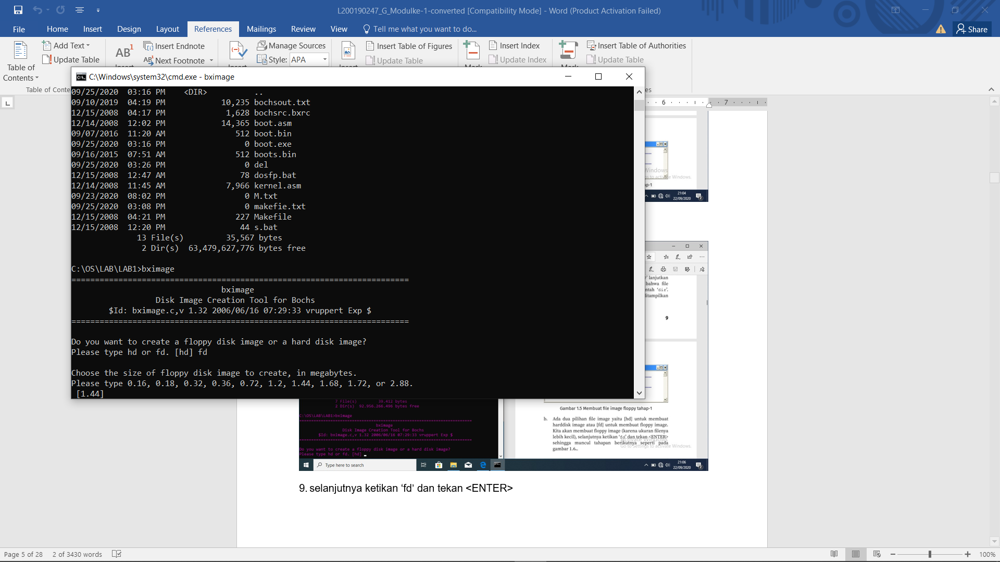 L200190247_G_Modulke-1-converted [Compatibility Mode] - Word (Product Activation Failed)
File Home Insert Design Layout References Mailings Review View Tell me what you want to do... Share
Table of Contents
Add Text
Update Table
Table of Conte
AB1
Insert Endnote
Next Footnote
Manage Sources
Style: APA
Insert Table of Figures
Update Table
Insert Index
Update Index
Insert Table of Authorities
Update Table
es
C:\Windows\system32\cmd.exe - bximage
09/25/2020  03:16 PM    <DIR>          ..
09/10/2019  04:19 PM            10,235 bochsout.txt
12/15/2008  04:17 PM             1,628 bochsrc.bxrc
12/14/2008  12:02 PM            14,365 boot.asm
09/07/2016  11:20 AM               512 boot.bin
09/25/2020  03:16 PM                 0 boot.exe
09/16/2015  07:51 AM               512 boots.bin
09/25/2020  03:26 PM                 0 del
12/15/2008  12:47 AM                78 dosfp.bat
12/14/2008  11:45 AM             7,966 kernel.asm
09/23/2020  08:02 PM                 0 M.txt
09/25/2020  03:08 PM                 0 makefie.txt
12/15/2008  04:21 PM               227 Makefile
12/15/2008  12:20 PM                44 s.bat
13 File(s)         35,567 bytes
2 Dir(s)  63,479,627,776 bytes free
C:\OS\LAB\LAB1>bximage
========================================================================
bximage
Disk Image Creation Tool for Bochs
$Id: bximage.c,v 1.32 2006/06/16 07:29:33 vruppert Exp $
========================================================================
Do you want to create a floppy disk image or a hard disk image?
Please type hd or fd. [hd] fd
Choose the size of floppy disk image to create, in megabytes.
Please type 0.16, 0.18, 0.32, 0.36, 0.72, 1.2, 1.44, 1.68, 1.72, or 2.88.
[1.44]
6 7
Windows
gs to activate Windows.
ap-1
21:04
22/09/2020
' lanjutkan
bahwa file
ntah 'dir'.
ditampilkan
9
7 File(s) 39.412 bytes
2 Dir(s) 92.956.266.496 bytes free
C:\OS\LAB\LAB1>bximage
bximage
Disk Image Creation Tool for Bochs
$Id: bximage.c,v 1.32 2006/06/16 07:29:33 vruppert Exp $
Do you want to create a floppy disk image or a hard disk image?
Please type hd or fd. [hd]
Gambar 1.5 Membuat file image floppy tahap-1
b. Ada dua pilihan file image yaitu [hd] untuk membuat
harddisk image atau [fd] untuk membuat floppy image.
Kita akan membuat floppy image (karena ukuran filenya
lebih kecil), selanjutnya ketikan 'fd' dan tekan <ENTER>
sehingga muncul tahapan berikutnya seperti pada
gambar 1.6..
Activate Windows
Go to Settings to activate Windows.
Type here to search
21:06
22/09/2020
9. selanjutnya ketikan ‘fd’ dan tekan <ENTER>
Page 5 of 28 2 of 3430 words 100%